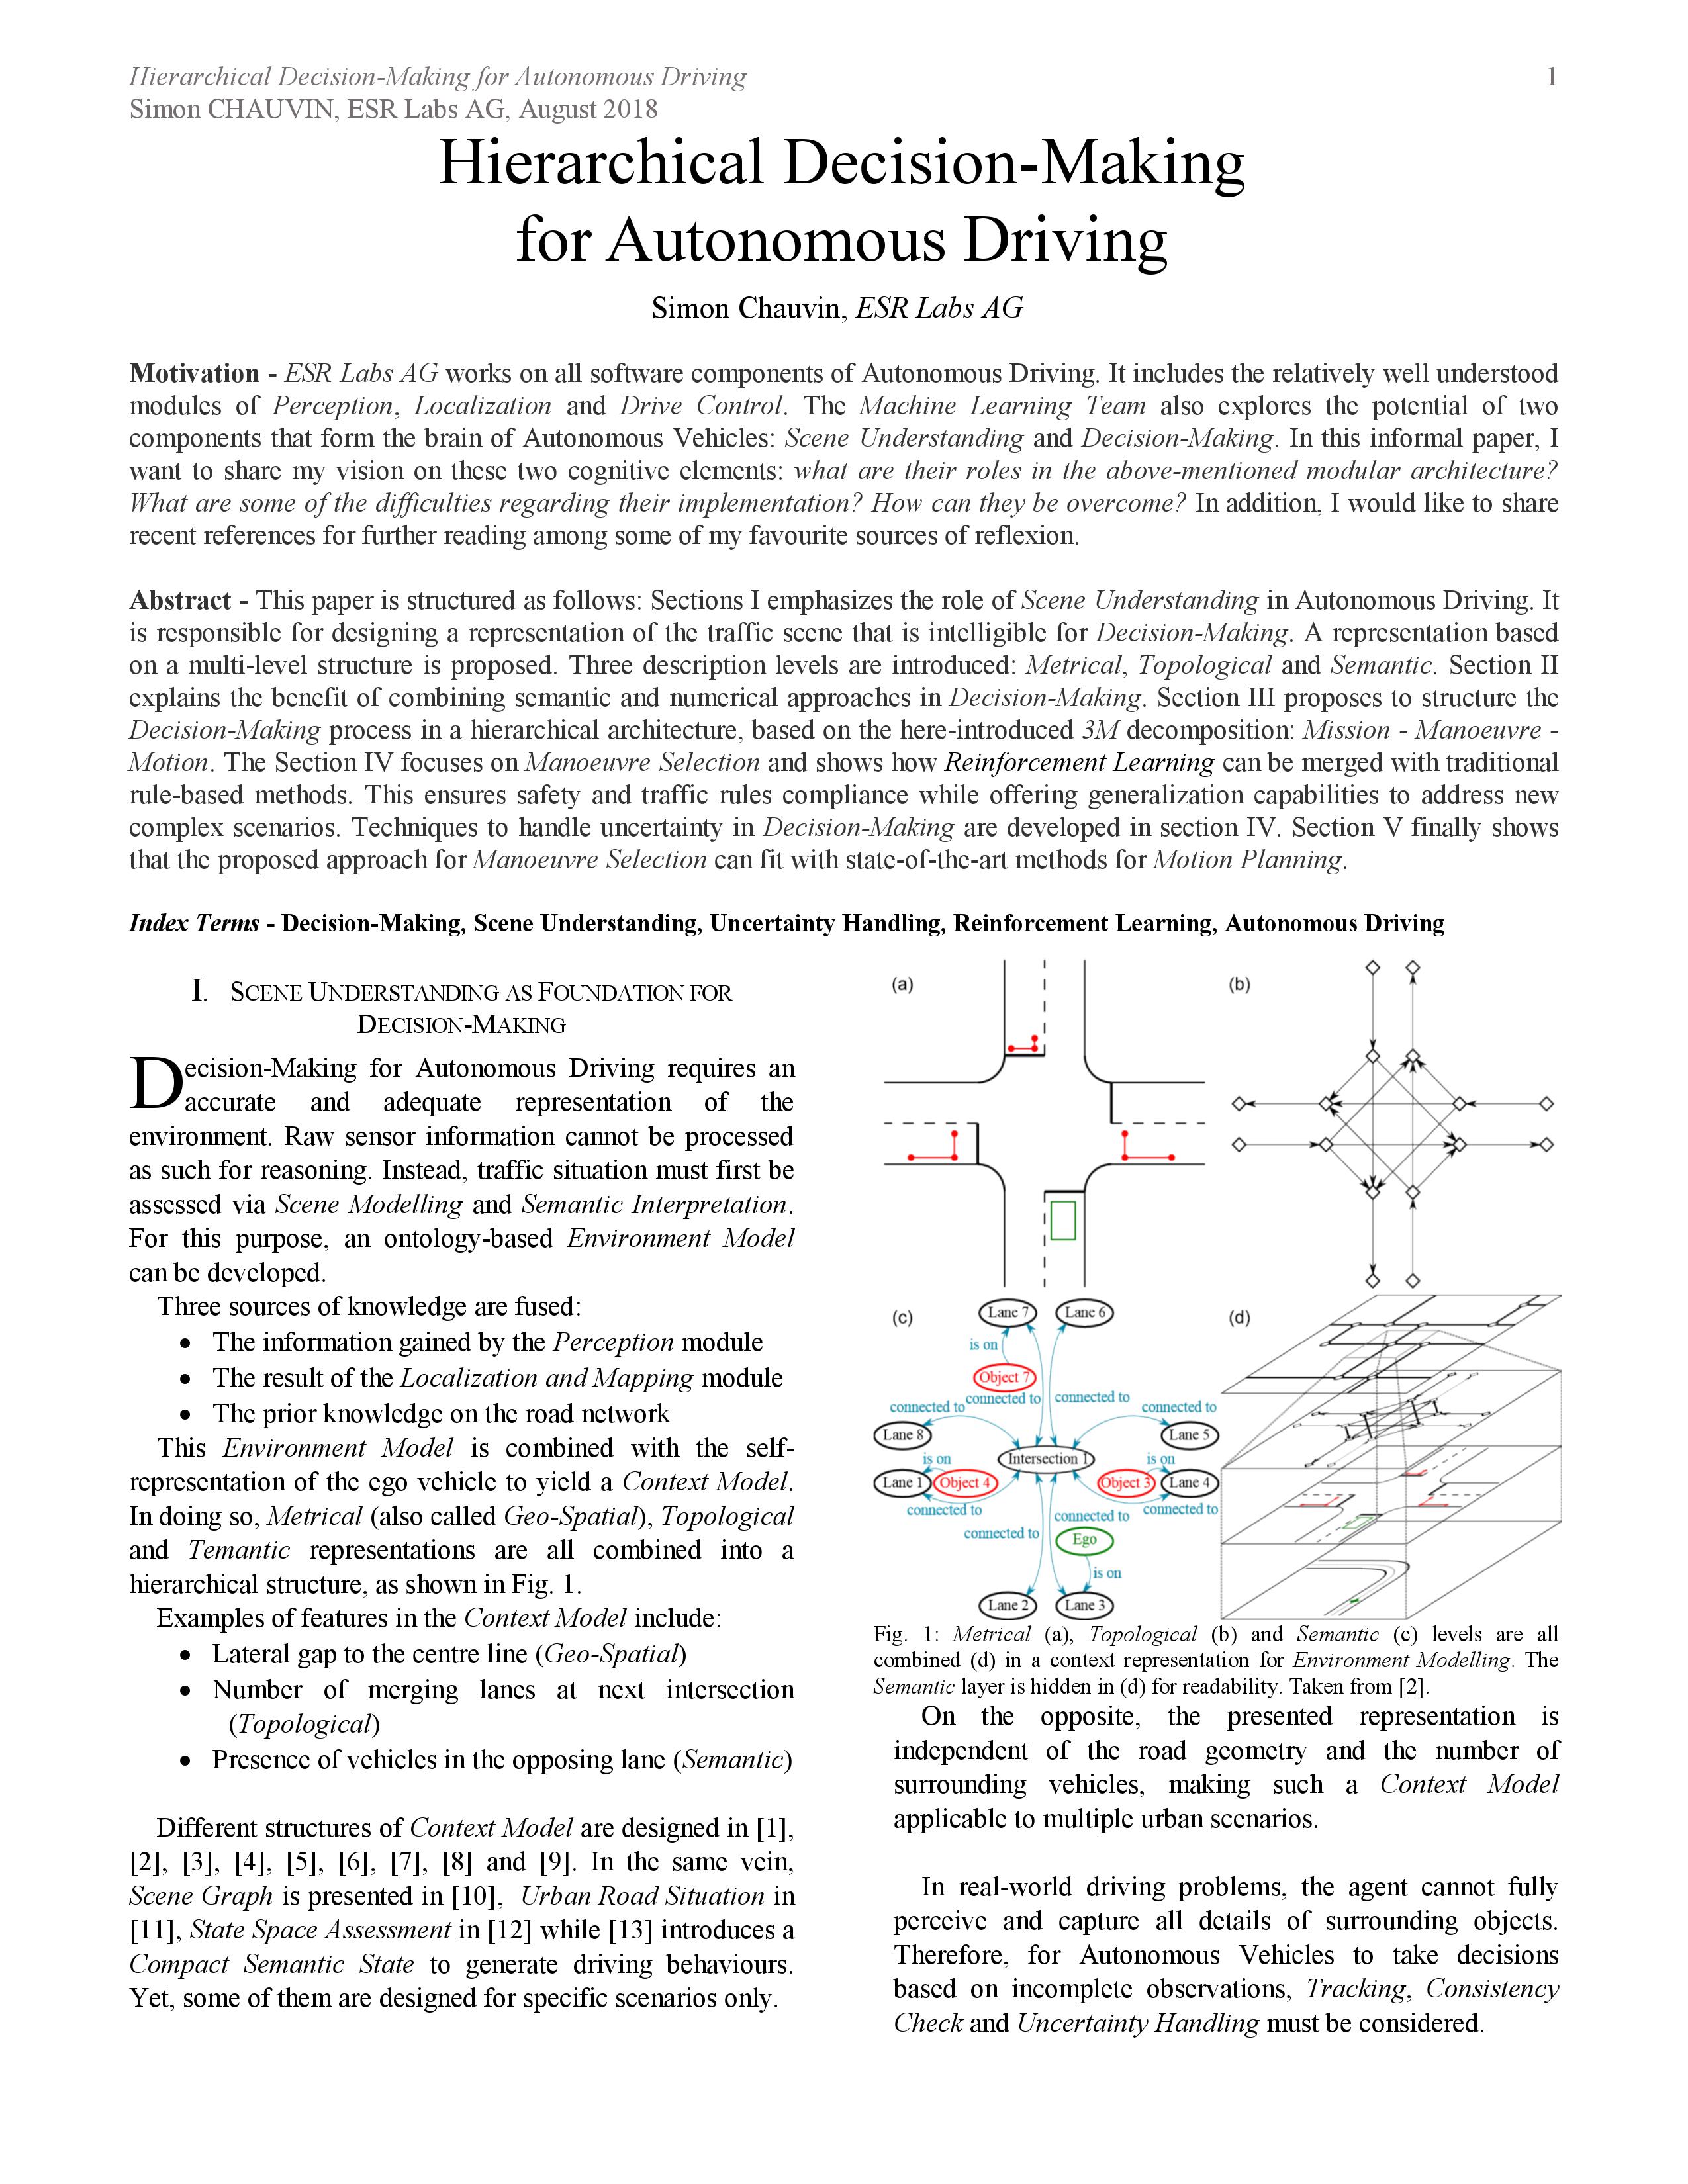 Hierarchical Decision-Making for Autonomous Driving 1
Simon CHAUVIN, ESR Labs AG, August 2018
Hierarchical Decision-Making
for Autonomous Driving
Simon Chauvin, ESR Labs AG
Motivation - ESR Labs AG works on all software components of Autonomous Driving. It includes the relatively well understood
modules of Perception, Localization and Drive Control. The Machine Learning Team also explores the potential of two
components that form the brain of Autonomous Vehicles: Scene Understanding and Decision-Making. In this informal paper, I
want to share my vision on these two cognitive elements: what are their roles in the above-mentioned modular architecture?
What are some of the difficulties regarding their implementation? How can they be overcome? In addition, I would like to share
recent references for further reading among some of my favourite sources of reflexion.
Abstract - This paper is structured as follows: Sections I emphasizes the role of Scene Understanding in Autonomous Driving. It
is responsible for designing a representation of the traffic scene that is intelligible for Decision-Making. A representation based
on a multi-level structure is proposed. Three description levels are introduced: Metrical, Topological and Semantic. Section II
explains the benefit of combining semantic and numerical approaches in Decision-Making. Section III proposes to structure the
Decision-Making process in a hierarchical architecture, based on the here-introduced 3M decomposition: Mission - Manoeuvre -
Motion. The Section IV focuses on Manoeuvre Selection and shows how Reinforcement Learning can be merged with traditional
rule-based methods. This ensures safety and traffic rules compliance while offering generalization capabilities to address new
complex scenarios. Techniques to handle uncertainty in Decision-Making are developed in section IV. Section V finally shows
that the proposed approach for Manoeuvre Selection can fit with state-of-the-art methods for Motion Planning.
Index Terms - Decision-Making, Scene Understanding, Uncertainty Handling, Reinforcement Learning, Autonomous Driving
I. SCENE UNDERSTANDING AS FOUNDATION FOR
DECISION-MAKING
Decision-Making for Autonomous Driving requires an
accurate and adequate representation of the
environment. Raw sensor information cannot be processed
as such for reasoning. Instead, traffic situation must first be
assessed via Scene Modelling and Semantic Interpretation.
For this purpose, an ontology-based Environment Model
can be developed.
Three sources of knowledge are fused:
• The information gained by the Perception module
• The result of the Localization and Mapping module
• The prior knowledge on the road network
This Environment Model is combined with the self-
representation of the ego vehicle to yield a Context Model.
In doing so, Metrical (also called Geo-Spatial), Topological
and Temantic representations are all combined into a
hierarchical structure, as shown in Fig. 1.
Examples of features in the Context Model include:
• Lateral gap to the centre line (Geo-Spatial)
• Number of merging lanes at next intersection
(Topological)
• Presence of vehicles in the opposing lane (Semantic)
Different structures of Context Model are designed in [1],
[2], [3], [4], [5], [6], [7], [8] and [9]. In the same vein,
Scene Graph is presented in [10], Urban Road Situation in
[11], State Space Assessment in [12] while [13] introduces a
Compact Semantic State to generate driving behaviours.
Yet, some of them are designed for specific scenarios only.
(a) (b)
(c) Lane 7 Lane 6 (d)
is on
Object 7
connected to connected to connected to connected to
Lane 8 Lane 5
is on Intersection 1 is on
Lane 1 Object 4 Object 3 Lane 4
connected to connected to connected to
connected to
Ego
is on
Lane 2 Lane 3
Fig. 1: Metrical (a), Topological (b) and Semantic (c) levels are all
combined (d) in a context representation for Environment Modelling. The
Semantic layer is hidden in (d) for readability. Taken from [2].
On the opposite, the presented representation is
independent of the road geometry and the number of
surrounding vehicles, making such a Context Model
applicable to multiple urban scenarios.
In real-world driving problems, the agent cannot fully
perceive and capture all details of surrounding objects.
Therefore, for Autonomous Vehicles to take decisions
based on incomplete observations, Tracking, Consistency
Check and Uncertainty Handling must be considered.